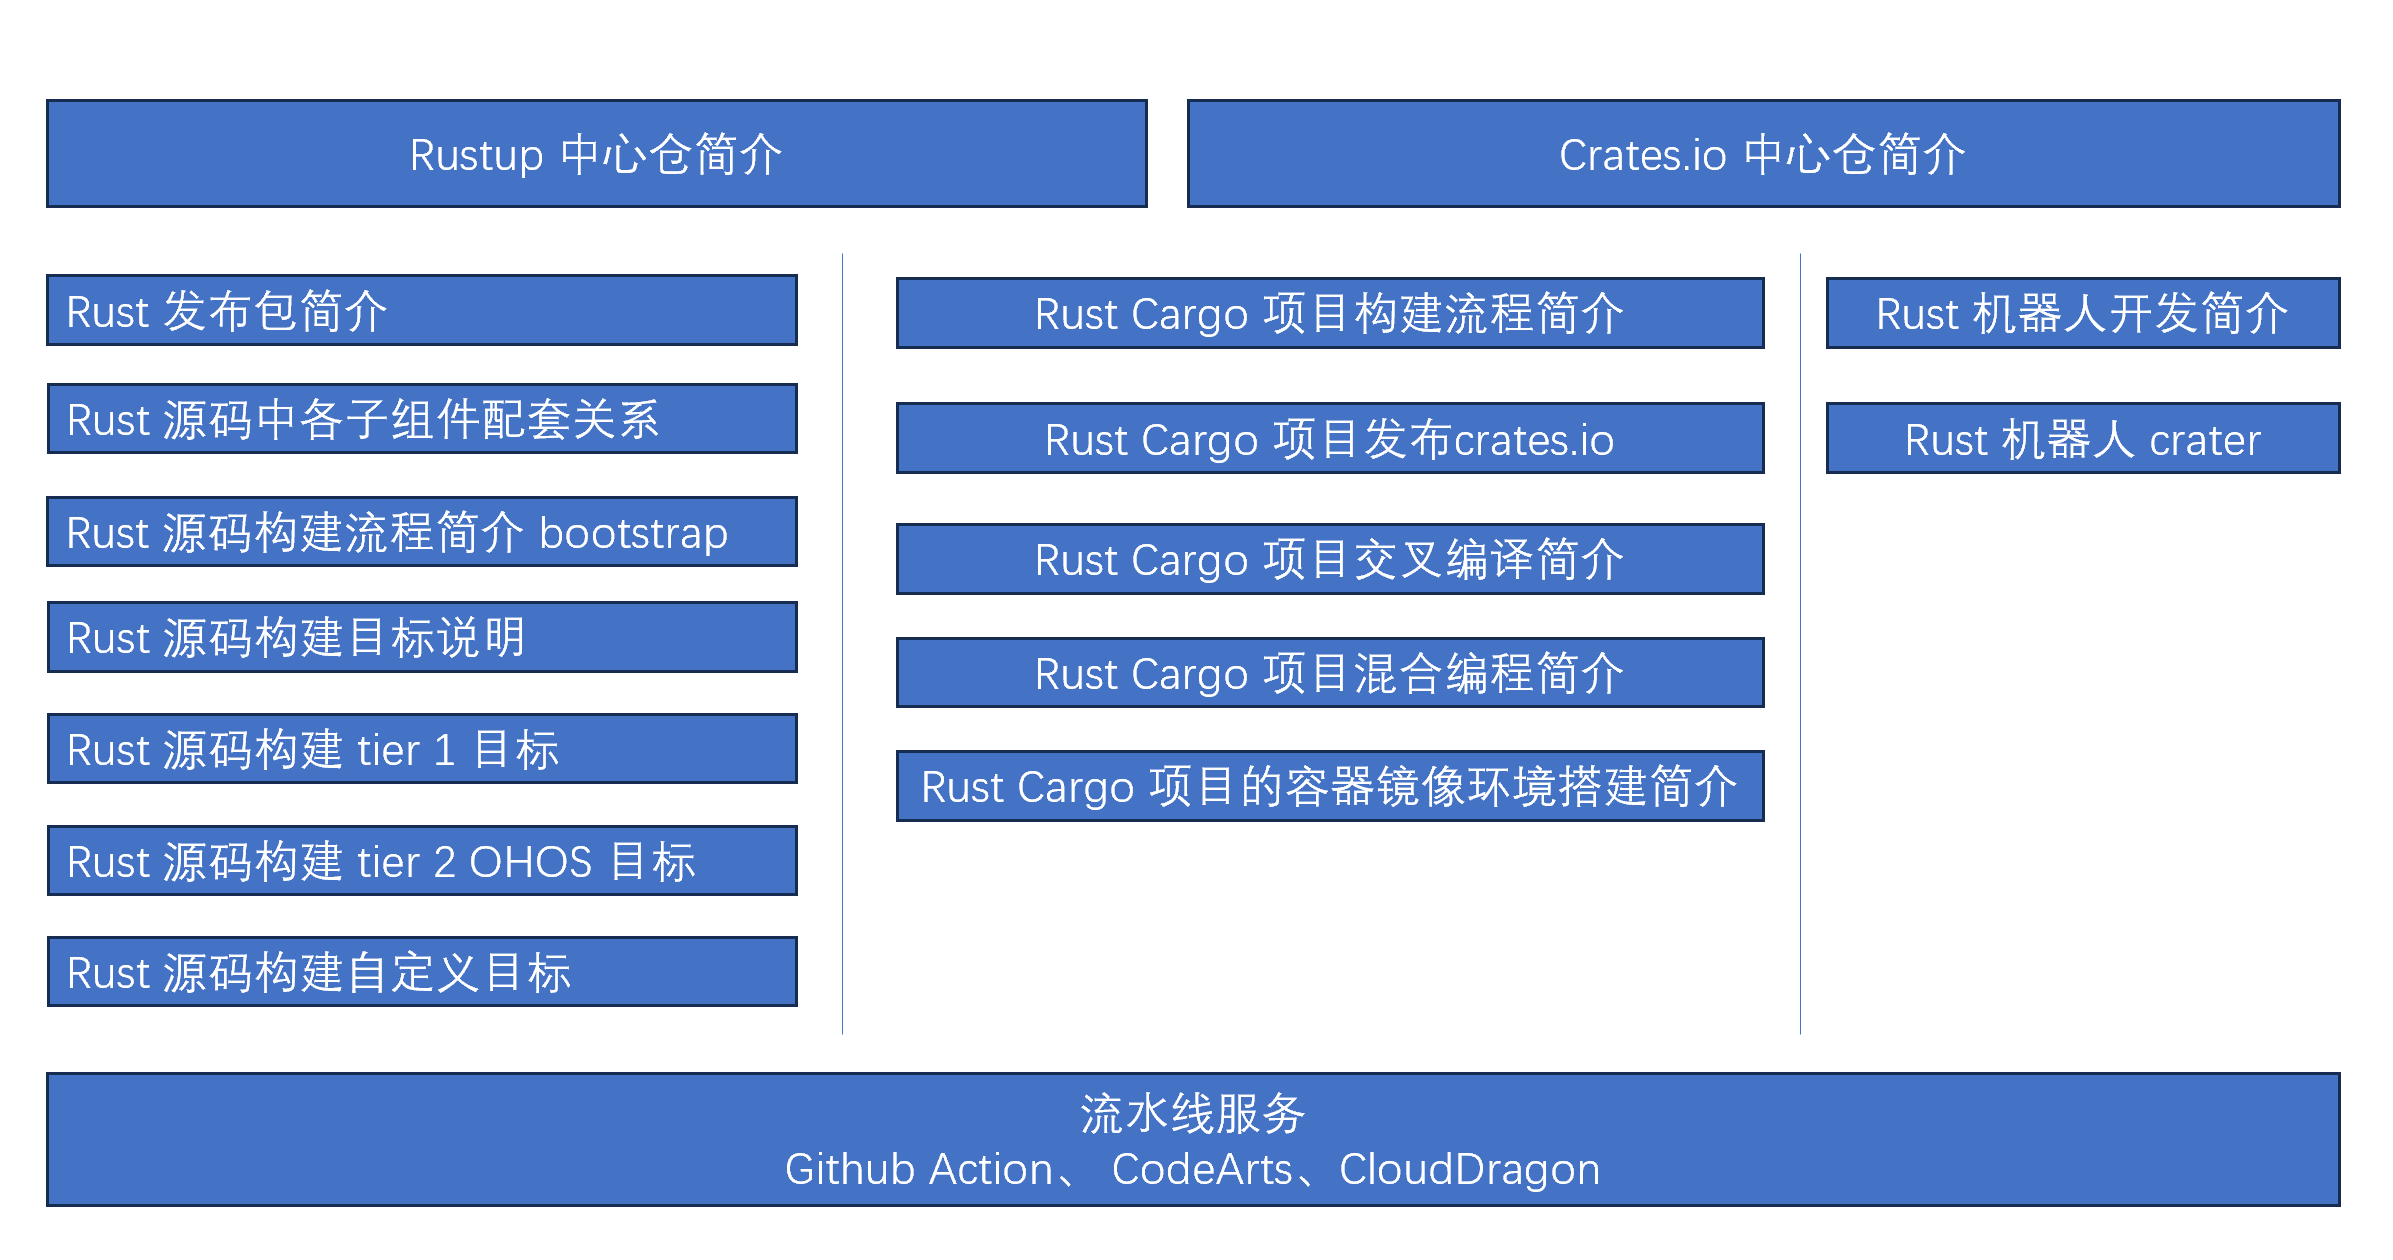 Rustup 中心仓简介
Crates.io 中心仓简介
Rust 发布包简介
Rust 源码中各子组件配套关系
Rust 源码构建流程简介 bootstrap
Rust 源码构建目标说明
Rust 源码构建 tier 1 目标
Rust 源码构建 tier 2 OHOS 目标
Rust 源码构建自定义目标
Rust Cargo 项目构建流程简介
Rust Cargo 项目发布crates.io
Rust Cargo 项目交叉编译简介
Rust Cargo 项目混合编程简介
Rust Cargo 项目的容器镜像环境搭建简介
Rust 机器人开发简介
Rust 机器人 crater
流水线服务
Github Action、 CodeArts、CloudDragon